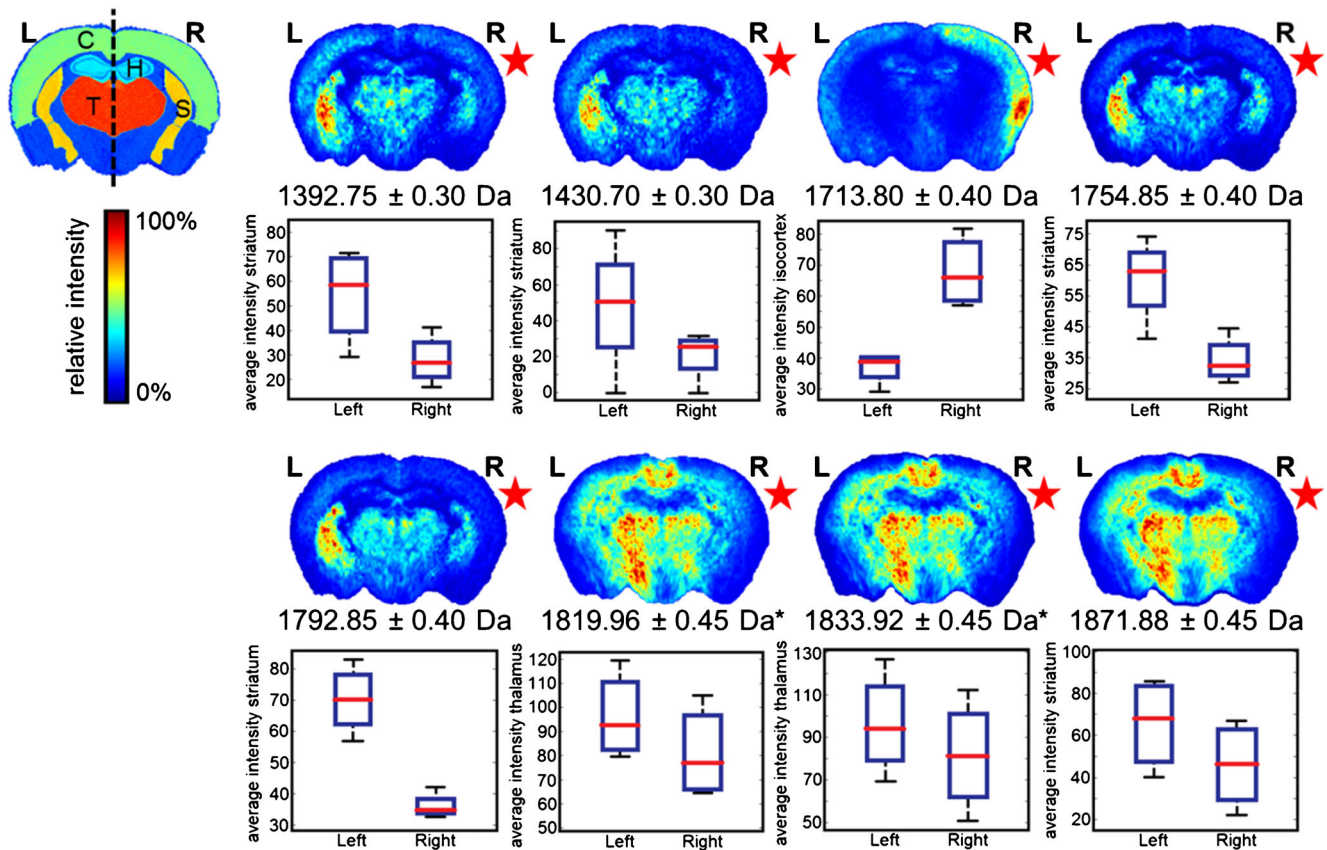 L R
C
H
T
S
100%
relative intensity
0%
L R
L R
L R
L R
1392.75 ± 0.30 Da
1430.70 ± 0.30 Da
1713.80 ± 0.40 Da
1754.85 ± 0.40 Da
average intensity striatum
80
70
60
50
40
30
20
Left Right
average intensity striatum
80
60
40
20
0
Left Right
average intensity isocortex
80
70
60
50
40
30
Left Right
average intensity striatum
75
65
55
45
35
25
Left Right
L R
L R
L R
L R
1792.85 ± 0.40 Da
1819.96 ± 0.45 Da*
1833.92 ± 0.45 Da*
1871.88 ± 0.45 Da
average intensity striatum
80
70
60
50
40
30
Left Right
average intensity thalamus
120
110
100
90
80
70
60
50
Left Right
average intensity thalamus
130
110
90
70
50
Left Right
average intensity striatum
100
80
60
40
20
Left Right